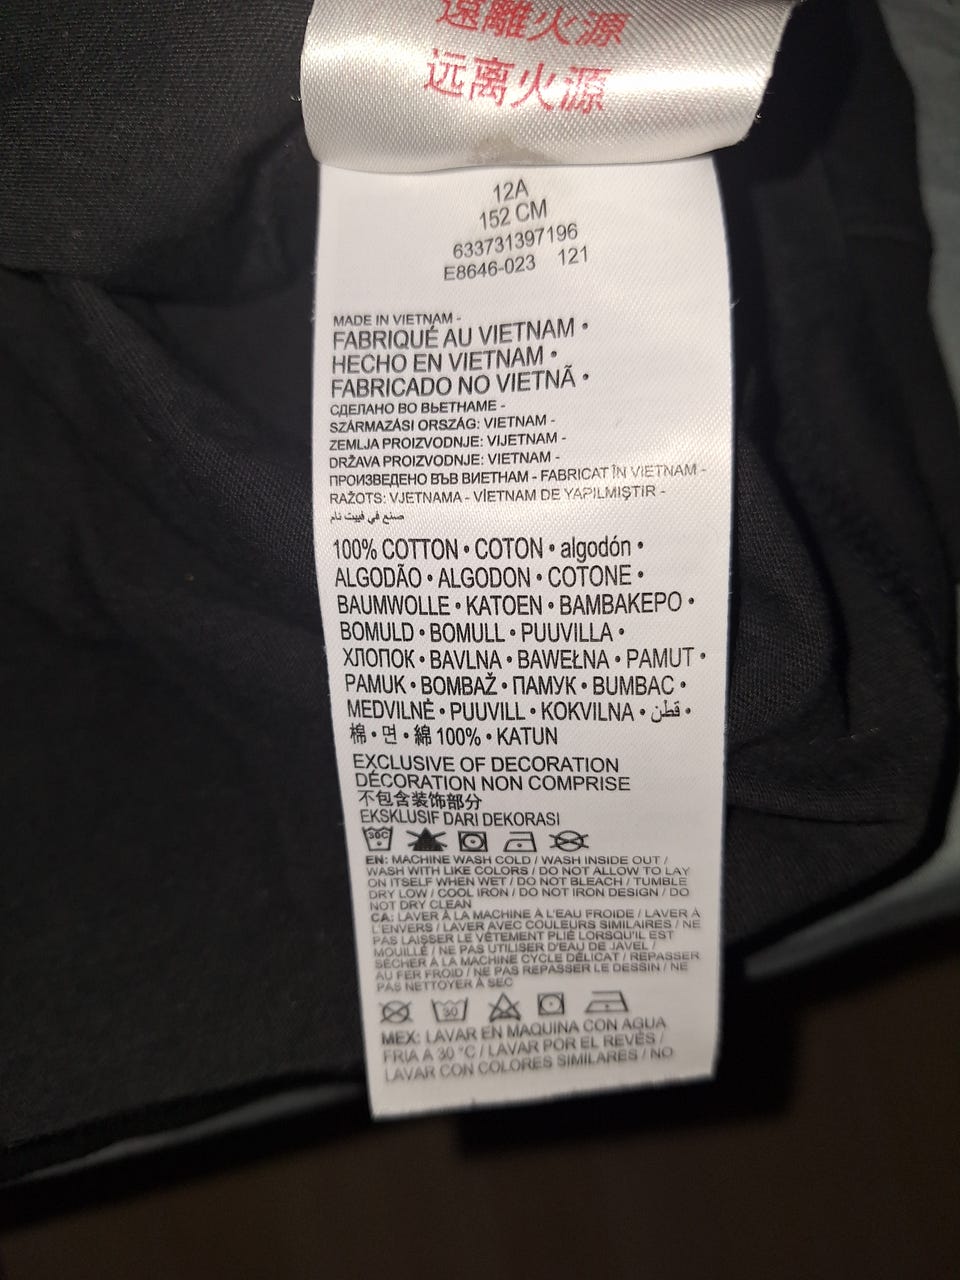 遠離火源
远离火源
12A
152 CM
633731397196
E8646-023 121
MADE IN VIETNAM -
FABRIQUÉ AU VIETNAM •
HECHO EN VIETNAM •
FABRICADO NO VIETNÃ •
СДЕЛАНО ВО ВЬЕТНАМЕ -
SZÁRMAZÁSI ORSZÁG: VIETNAM -
ZEMLJA PROIZVODNJE: VIJETNAM -
DRŽAVA PROIZVODNJE: VIETNAM -
ПРОИЗВЕДЕНО ВЪВ ВИЕТНАМ - FABRICAT ÎN VIETNAM -
RAŽOTS: VJETNAMA - VİETNAM DE YAPILMIŞTIR -
صنع في فييت نام
100% COTTON • COTON • algodón •
ALGODÃO • ALGODON • COTONE •
BAUMWOLLE • KATOEN • BAMBAKEPO •
BOMULD • BOMULL • PUUVILLA •
ХЛОПОК • BAVLNA • BAWEŁNA • PAMUT •
PAMUK • BOMBAŽ • ПАМУК • BUMBAC •
MEDVILNĖ • PUUVILL • KOKVILNA • قطن •
棉 • 면 • 綿 100% • KATUN
EXCLUSIVE OF DECORATION
DÉCORATION NON COMPRISE
不包含装饰部分
EKSKLUSIF DARI DEKORASI
30C
EN: MACHINE WASH COLD / WASH INSIDE OUT /
WASH WITH LIKE COLORS / DO NOT ALLOW TO LAY
ON ITSELF WHEN WET / DO NOT BLEACH / TUMBLE
DRY LOW / COOL IRON / DO NOT IRON DESIGN / DO
NOT DRY CLEAN
CA: LAVER À LA MACHINE À L'EAU FROIDE / LAVER À
L'ENVERS / LAVER AVEC COULEURS SIMILAIRES / NE
PAS LAISSER LE VÊTEMENT PLIÉ LORSQU'IL EST
MOUILLÉ / NE PAS UTILISER D'EAU DE JAVEL /
SÉCHER À LA MACHINE CYCLE DÉLICAT / REPASSER
AU FER FROID / NE PAS REPASSER LE DESSIN / NE
PAS NETTOYER À SEC
30
MEX: LAVAR EN MAQUINA CON AGUA
FRIA A 30 °C / LAVAR POR EL REVÉS /
LAVAR CON COLORES SIMILARES / NO